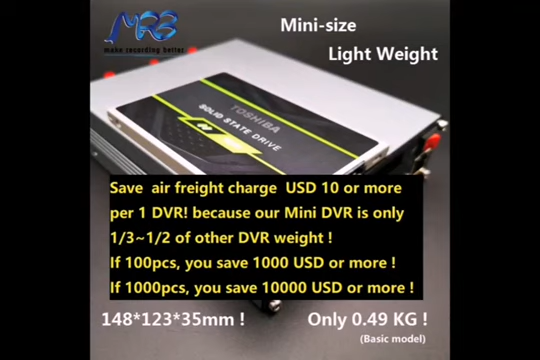 MRB
make recording better
Mini-size
Light Weight
TOSHIBA
SOLID STATE DRIVE
Save air freight charge USD 10 or more
per 1 DVR! because our Mini DVR is only
1/3~1/2 of other DVR weight !
If 100pcs, you save 1000 USD or more !
If 1000pcs, you save 10000 USD or more !
148*123*35mm !
Only 0.49 KG !
(Basic model)